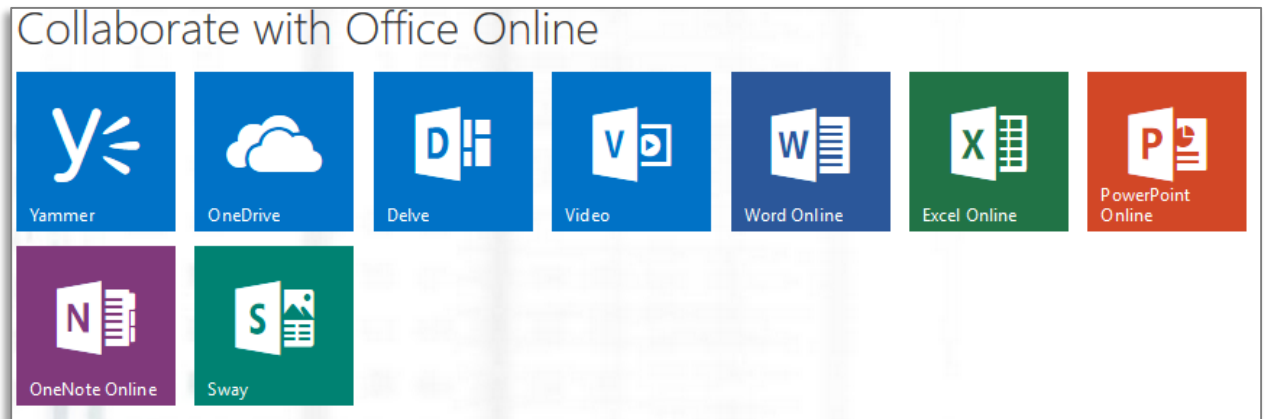 Collaborate with Office Online
Yammer
OneDrive
Delve
Video
Word Online
Excel Online
PowerPoint
Online
OneNote Online
Sway